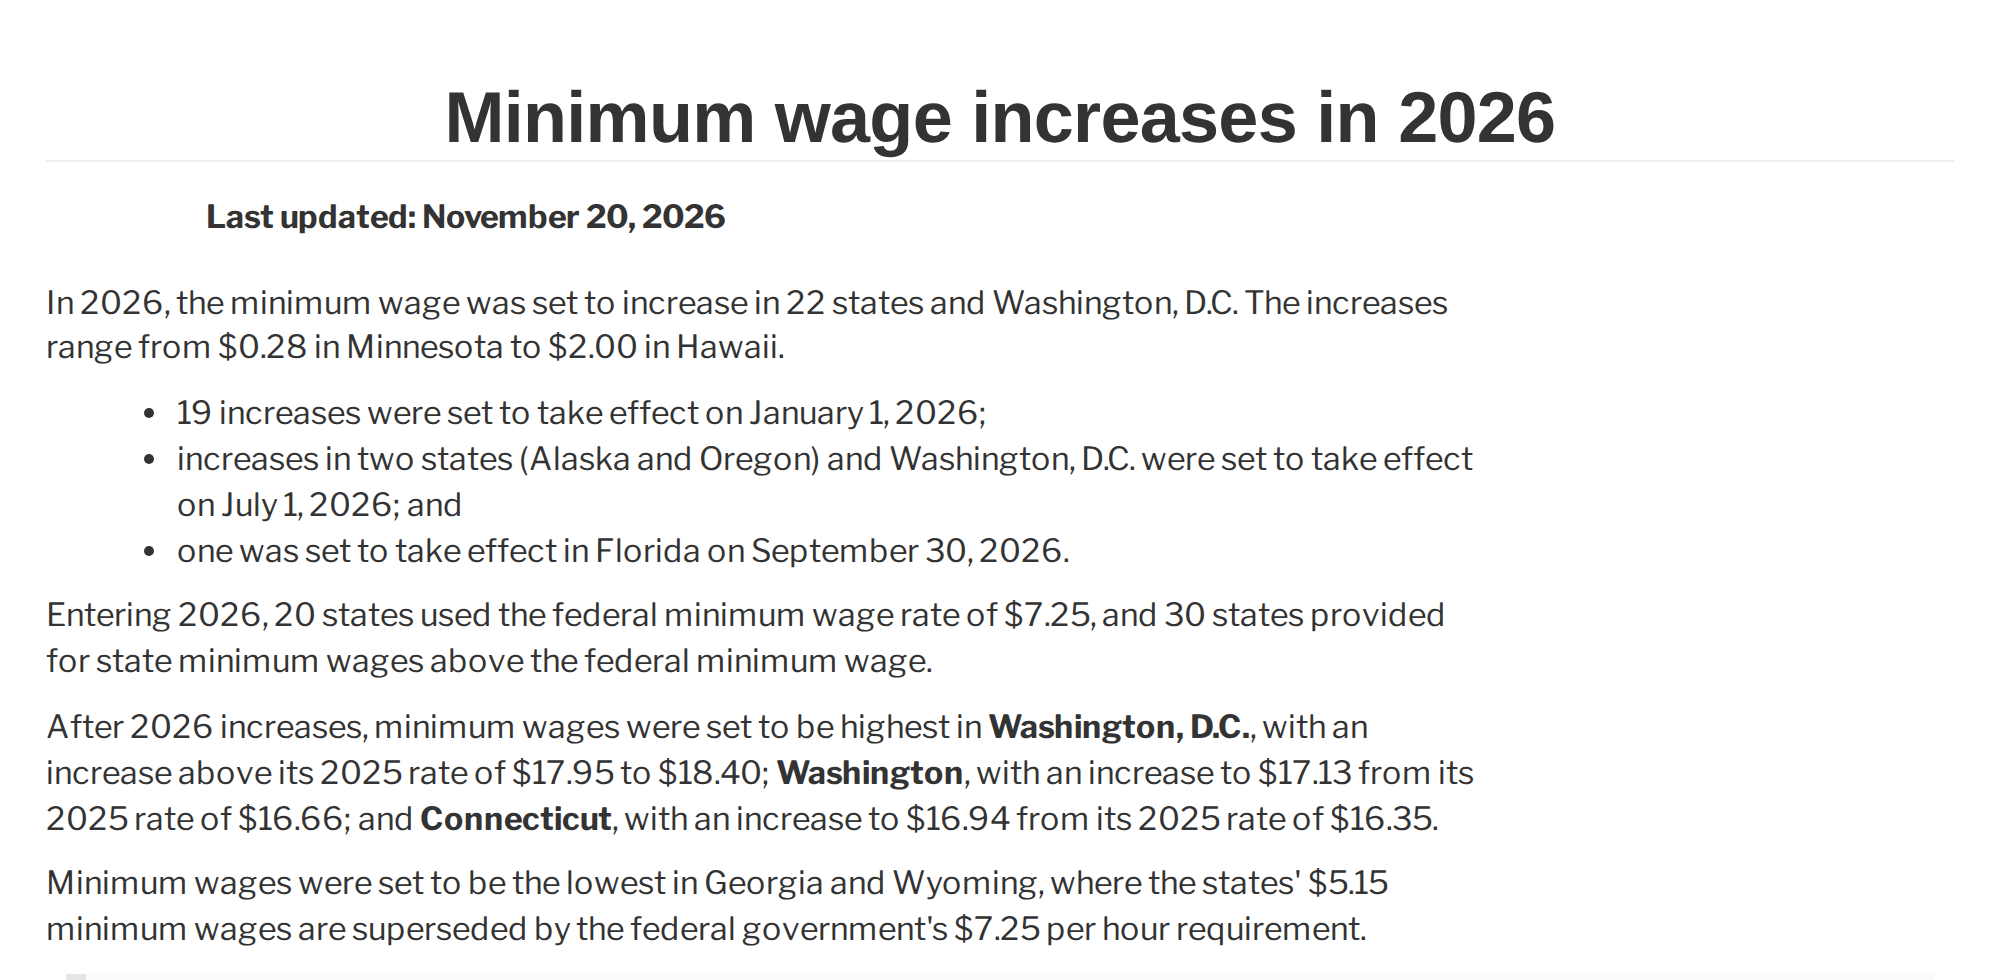 Minimum wage increases in 2026
Last updated: November 20, 2026
In 2026, the minimum wage was set to increase in 22 states and Washington, D.C. The increases
range from $0.28 in Minnesota to $2.00 in Hawaii.
• 19 increases were set to take effect on January 1, 2026;
• increases in two states (Alaska and Oregon) and Washington, D.C. were set to take effect
on July 1, 2026; and
• one was set to take effect in Florida on September 30, 2026.
Entering 2026, 20 states used the federal minimum wage rate of $7.25, and 30 states provided
for state minimum wages above the federal minimum wage.
After 2026 increases, minimum wages were set to be highest in Washington, D.C., with an
increase above its 2025 rate of $17.95 to $18.40; Washington, with an increase to $17.13 from its
2025 rate of $16.66; and Connecticut, with an increase to $16.94 from its 2025 rate of $16.35.
Minimum wages were set to be the lowest in Georgia and Wyoming, where the states' $5.15
minimum wages are superseded by the federal government's $7.25 per hour requirement.